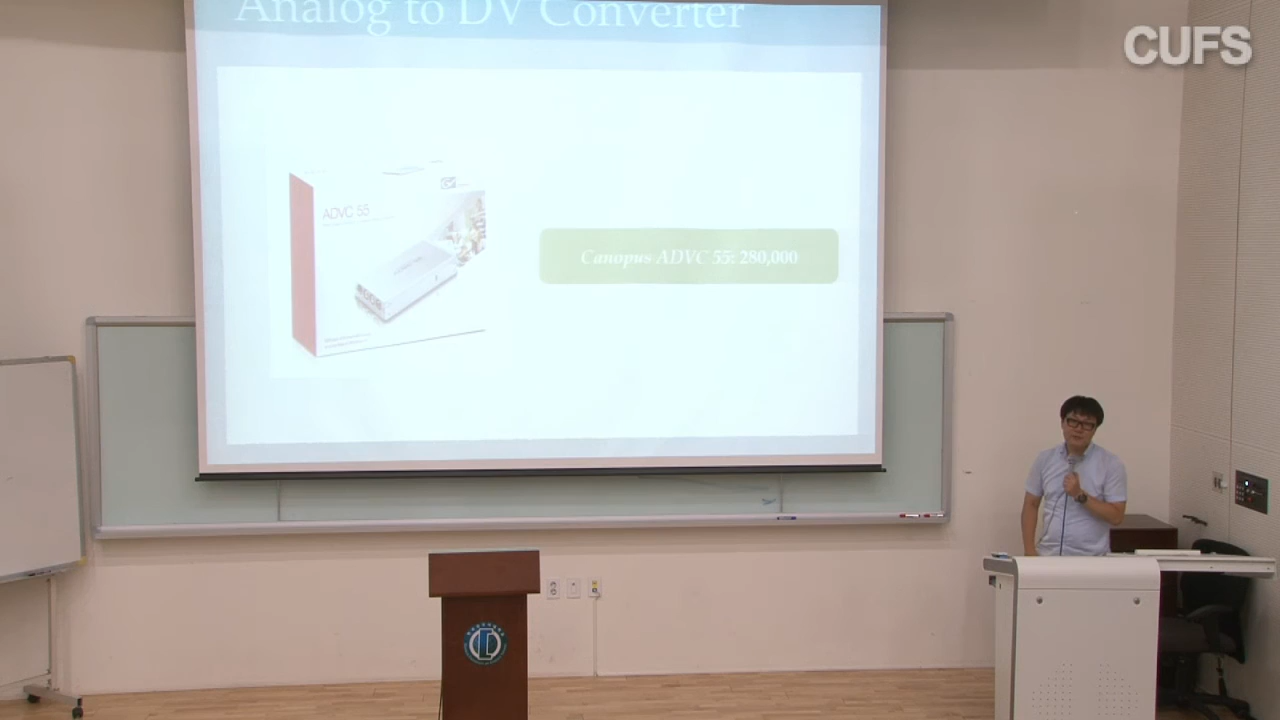 Analog to DV Converter
CUFS
ADVC 55
Canopus ADVC 55: 280,000